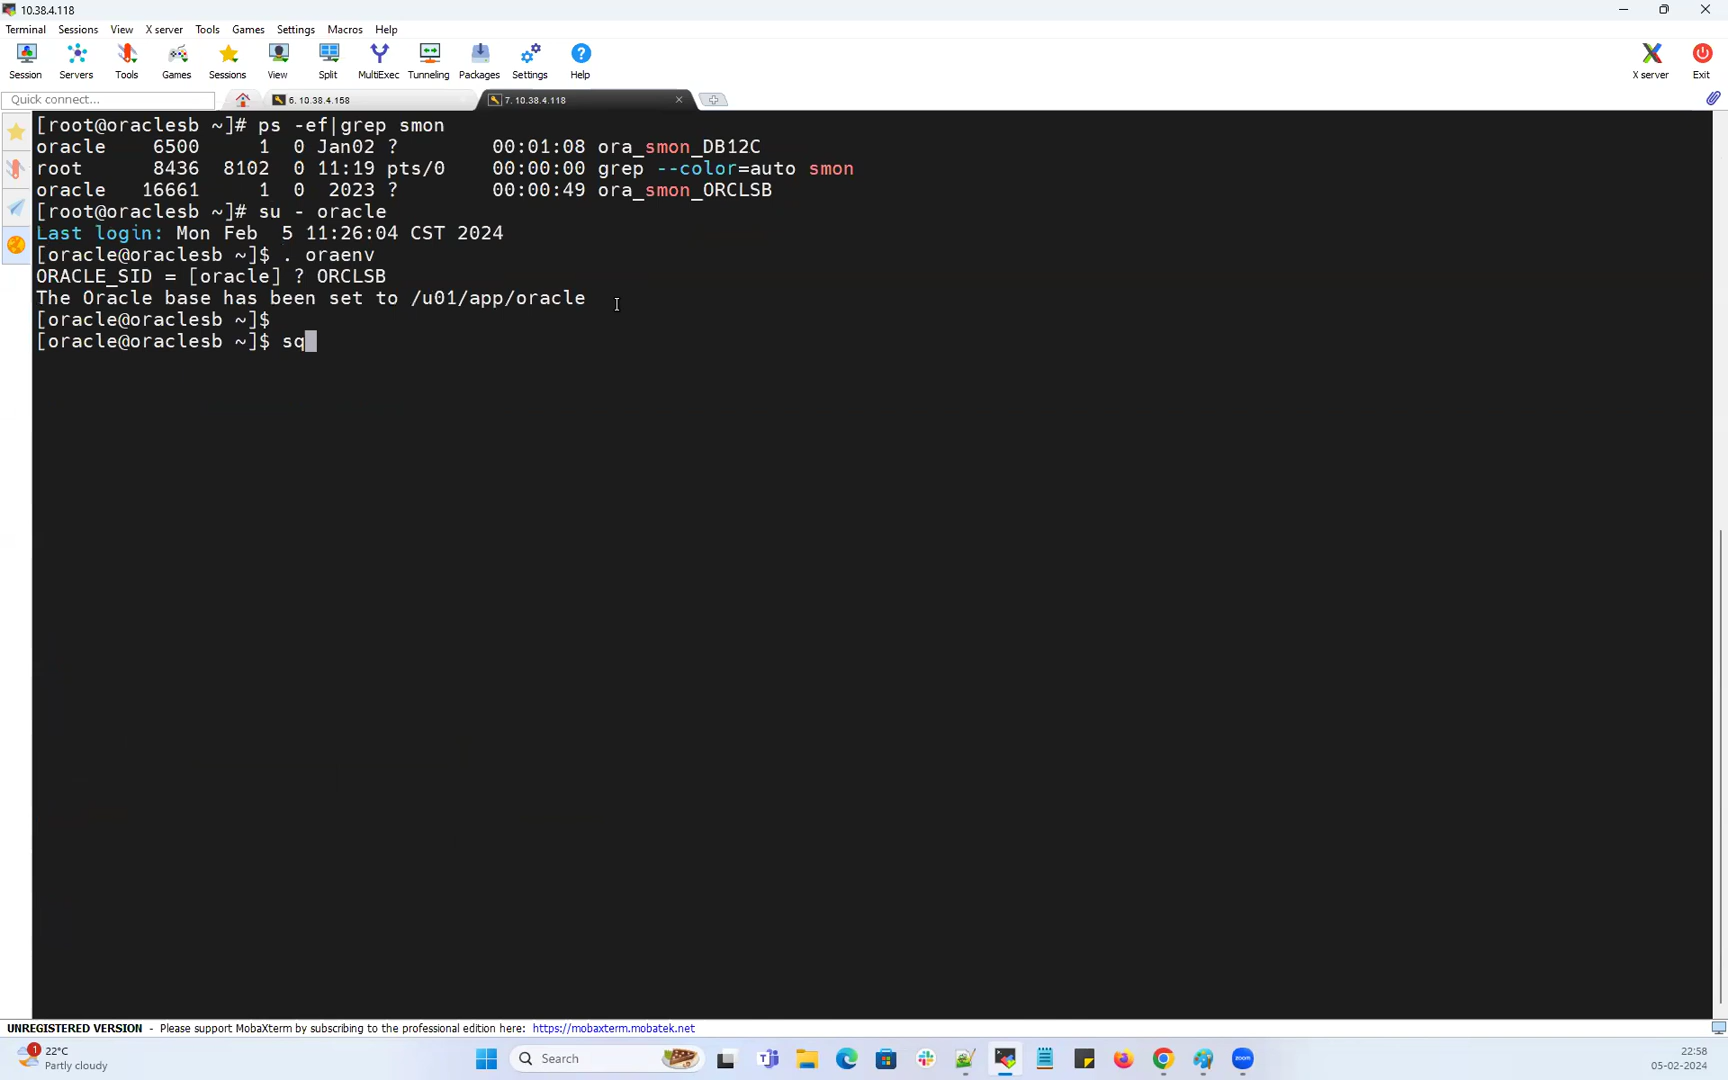 10.38.4.118
Terminal Sessions View X server Tools Games Settings Macros Help
Session Servers Tools Games Sessions View Split MultiExec Tunneling Packages Settings Help X server Exit
Quick connect... 6. 10.38.4.158 7. 10.38.4.118
[root@oraclesb ~]# ps -ef|grep smon
oracle 6500 1 0 Jan02 ? 00:01:08 ora_smon_DB12C
root 8436 8102 0 11:19 pts/0 00:00:00 grep --color=auto smon
oracle 16661 1 0 2023 ? 00:00:49 ora_smon_ORCLSB
[root@oraclesb ~]# su - oracle
Last login: Mon Feb 5 11:26:04 CST 2024
[oracle@oraclesb ~]$ . oraenv
ORACLE_SID = [oracle] ? ORCLSB
The Oracle base has been set to /u01/app/oracle
[oracle@oraclesb ~]$
[oracle@oraclesb ~]$ sq
UNREGISTERED VERSION - Please support MobaXterm by subscribing to the professional edition here: https://mobaxterm.mobatek.net
1 22°C
Partly cloudy
Search
zoom
22:58
05-02-2024